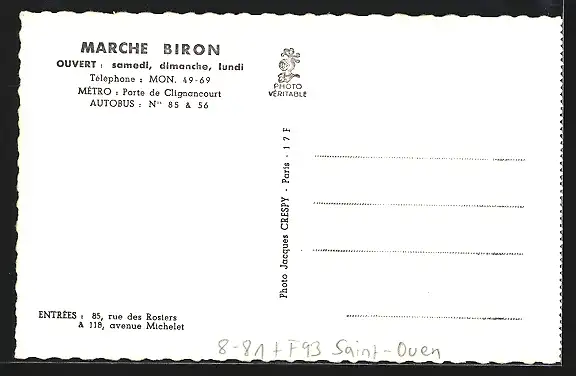 MARCHE BIRON
OUVERT : samedi, dimanche, lundi
Téléphone : MON. 49-69
MÉTRO : Porte de Clignancourt
AUTOBUS : Nos 85 & 56
PHOTO
VÉRITABLE
Photo Jacques CRESPY - Paris - 17 F
ENTRÉES : 85, rue des Rosiers
& 118, avenue Michelet
8-81 + F93 Saint-Ouen